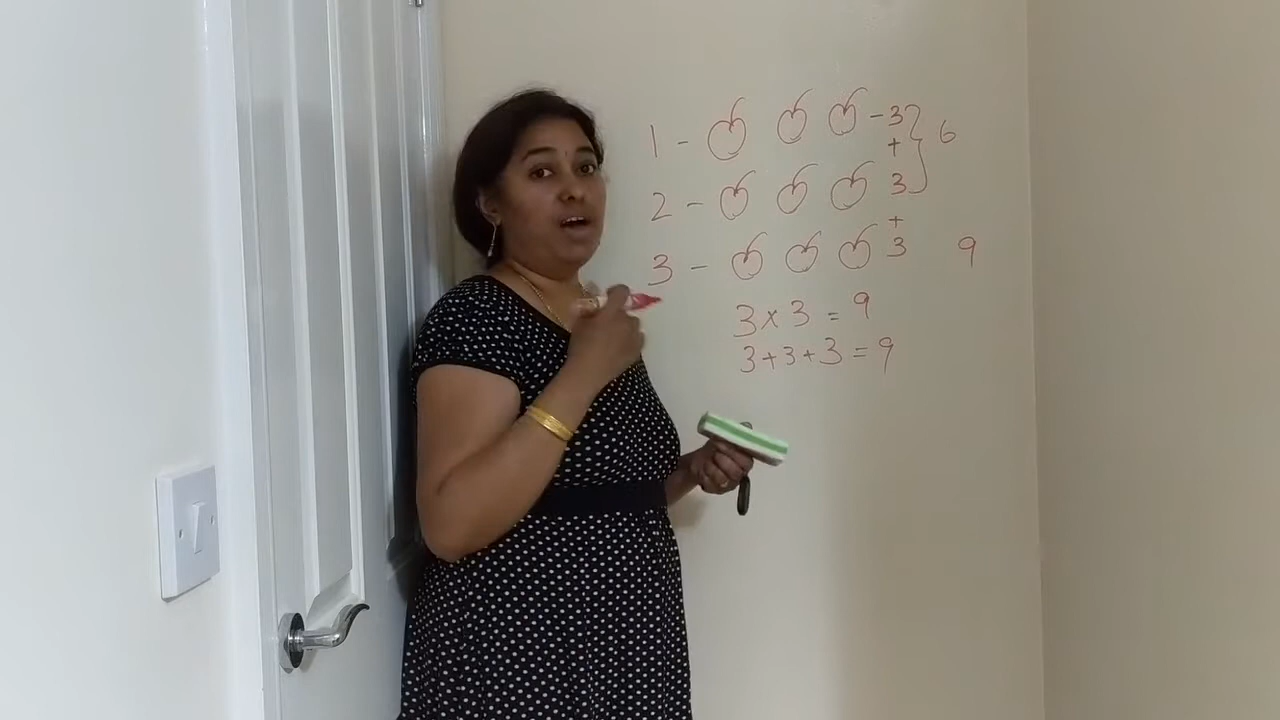 1 - - 3 } 6
+
2 - 3
+
3 - 3 9
3 × 3 = 9
3 + 3 + 3 = 9